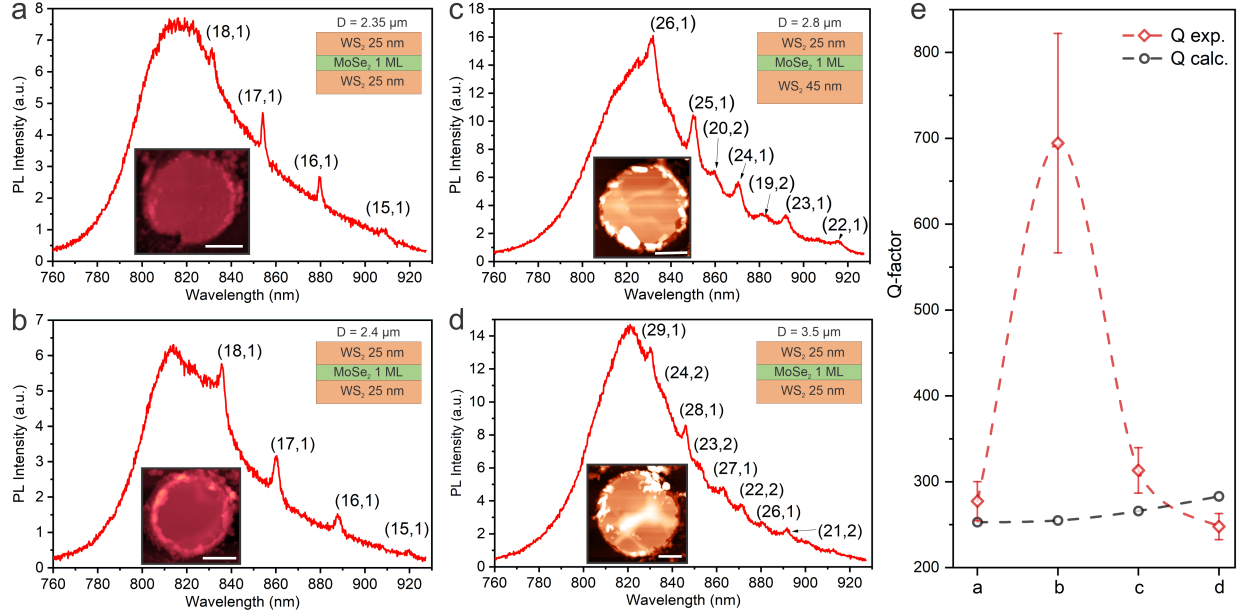 a
D = 2.35 μm
WS₂ 25 nm
MoSe₂ 1 ML
WS₂ 25 nm
(18,1)
(17,1)
(16,1)
(15,1)
PL Intensity (a.u.)
8
7
6
5
4
3
2
1
0
760 780 800 820 840 860 880 900 920
Wavelength (nm)
b
D = 2.4 μm
WS₂ 25 nm
MoSe₂ 1 ML
WS₂ 25 nm
(18,1)
(17,1)
(16,1)
(15,1)
PL Intensity (a.u.)
7
6
5
4
3
2
1
0
760 780 800 820 840 860 880 900 920
Wavelength (nm)
c
D = 2.8 μm
WS₂ 25 nm
MoSe₂ 1 ML
WS₂ 45 nm
(26,1)
(25,1)
(20,2)
(24,1)
(19,2)
(23,1)
(22,1)
PL Intensity (a.u.)
18
16
14
12
10
8
6
4
2
0
760 780 800 820 840 860 880 900 920
Wavelength (nm)
d
D = 3.5 μm
WS₂ 25 nm
MoSe₂ 1 ML
WS₂ 25 nm
(29,1)
(24,2)
(28,1)
(23,2)
(27,1)
(22,2)
(26,1)
(21,2)
PL Intensity (a.u.)
14
12
10
8
6
4
2
0
760 780 800 820 840 860 880 900 920
Wavelength (nm)
e
Q exp.
Q calc.
Q-factor
800
700
600
500
400
300
200
a b c d